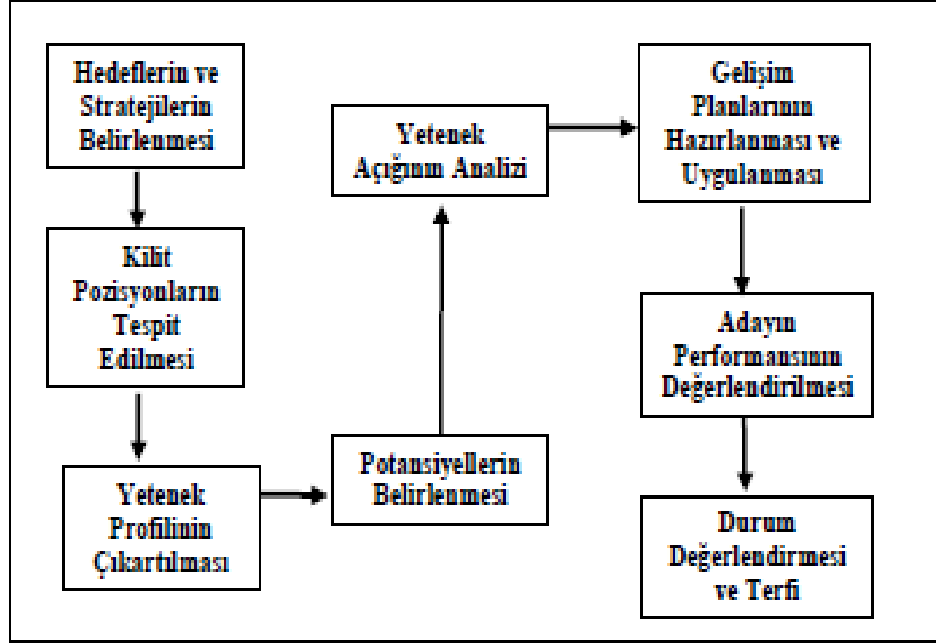 Hedeflerin ve
Stratejilerin
Belirlenmesi
Kilit
Pozisyonların
Tespit
Edilmesi
Yetenek
Profilinin
Çıkartılması
Potansiyellerin
Belirlenmesi
Yetenek
Açığının Analizi
Gelişim
Planlarının
Hazırlanması ve
Uygulanması
Adayın
Performansının
Değerlendirilmesi
Durum
Değerlendirmesi
ve Terfi